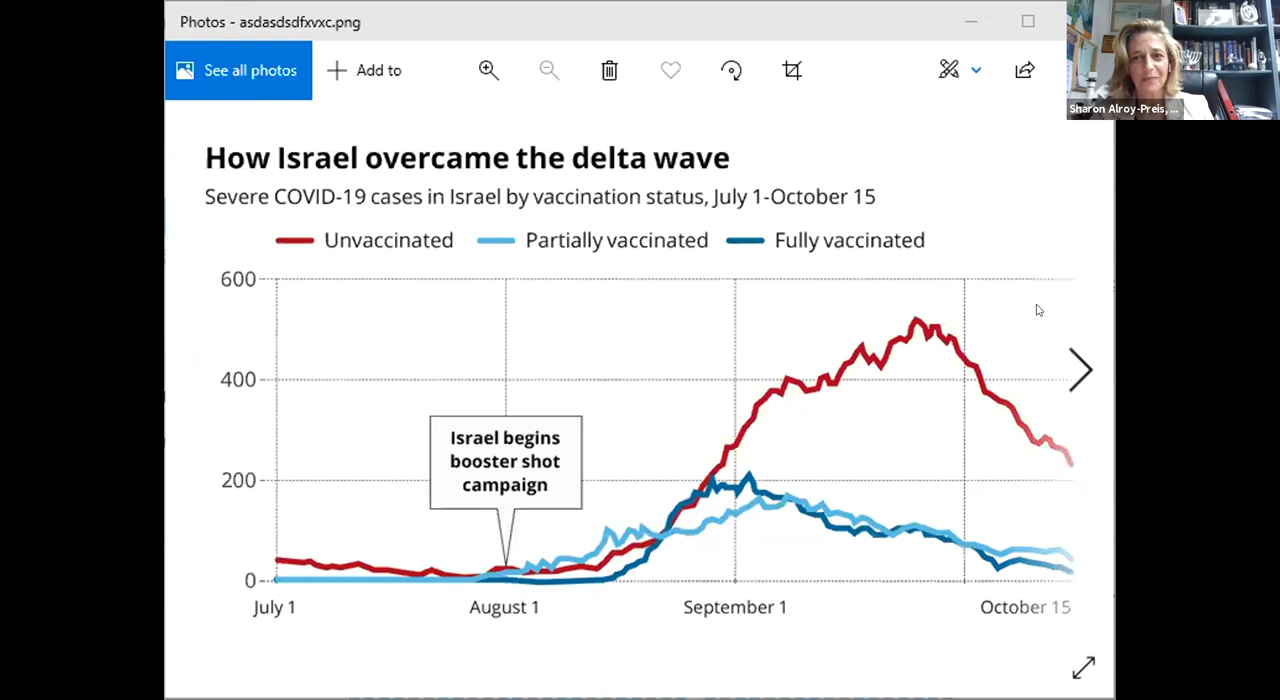 Photos - asdasdsdfxvxc.png
See all photos
Add to
Sharon Alroy-Preis, ...
How Israel overcame the delta wave
Severe COVID-19 cases in Israel by vaccination status, July 1-October 15
Unvaccinated Partially vaccinated Fully vaccinated
600
400
Israel begins
booster shot
campaign
200
0
July 1 August 1 September 1 October 15